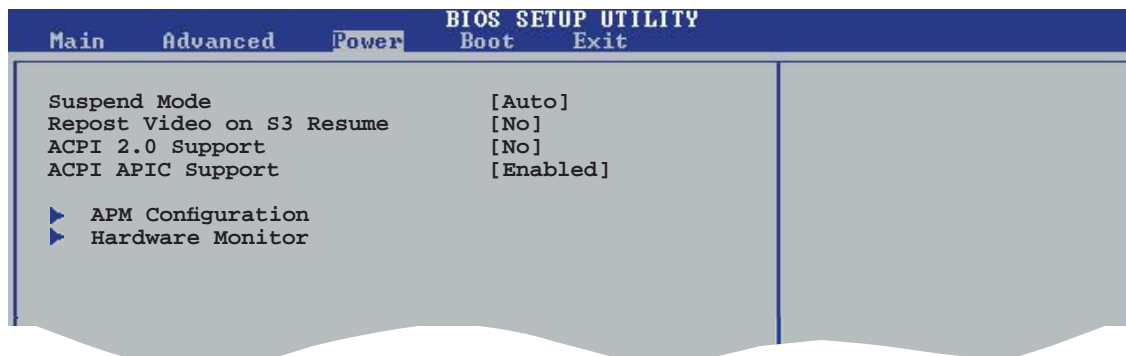 BIOS SETUP UTILITY
Main Advanced Power Boot Exit
Suspend Mode [Auto]
Repost Video on S3 Resume [No]
ACPI 2.0 Support [No]
ACPI APIC Support [Enabled]
APM Configuration
Hardware Monitor